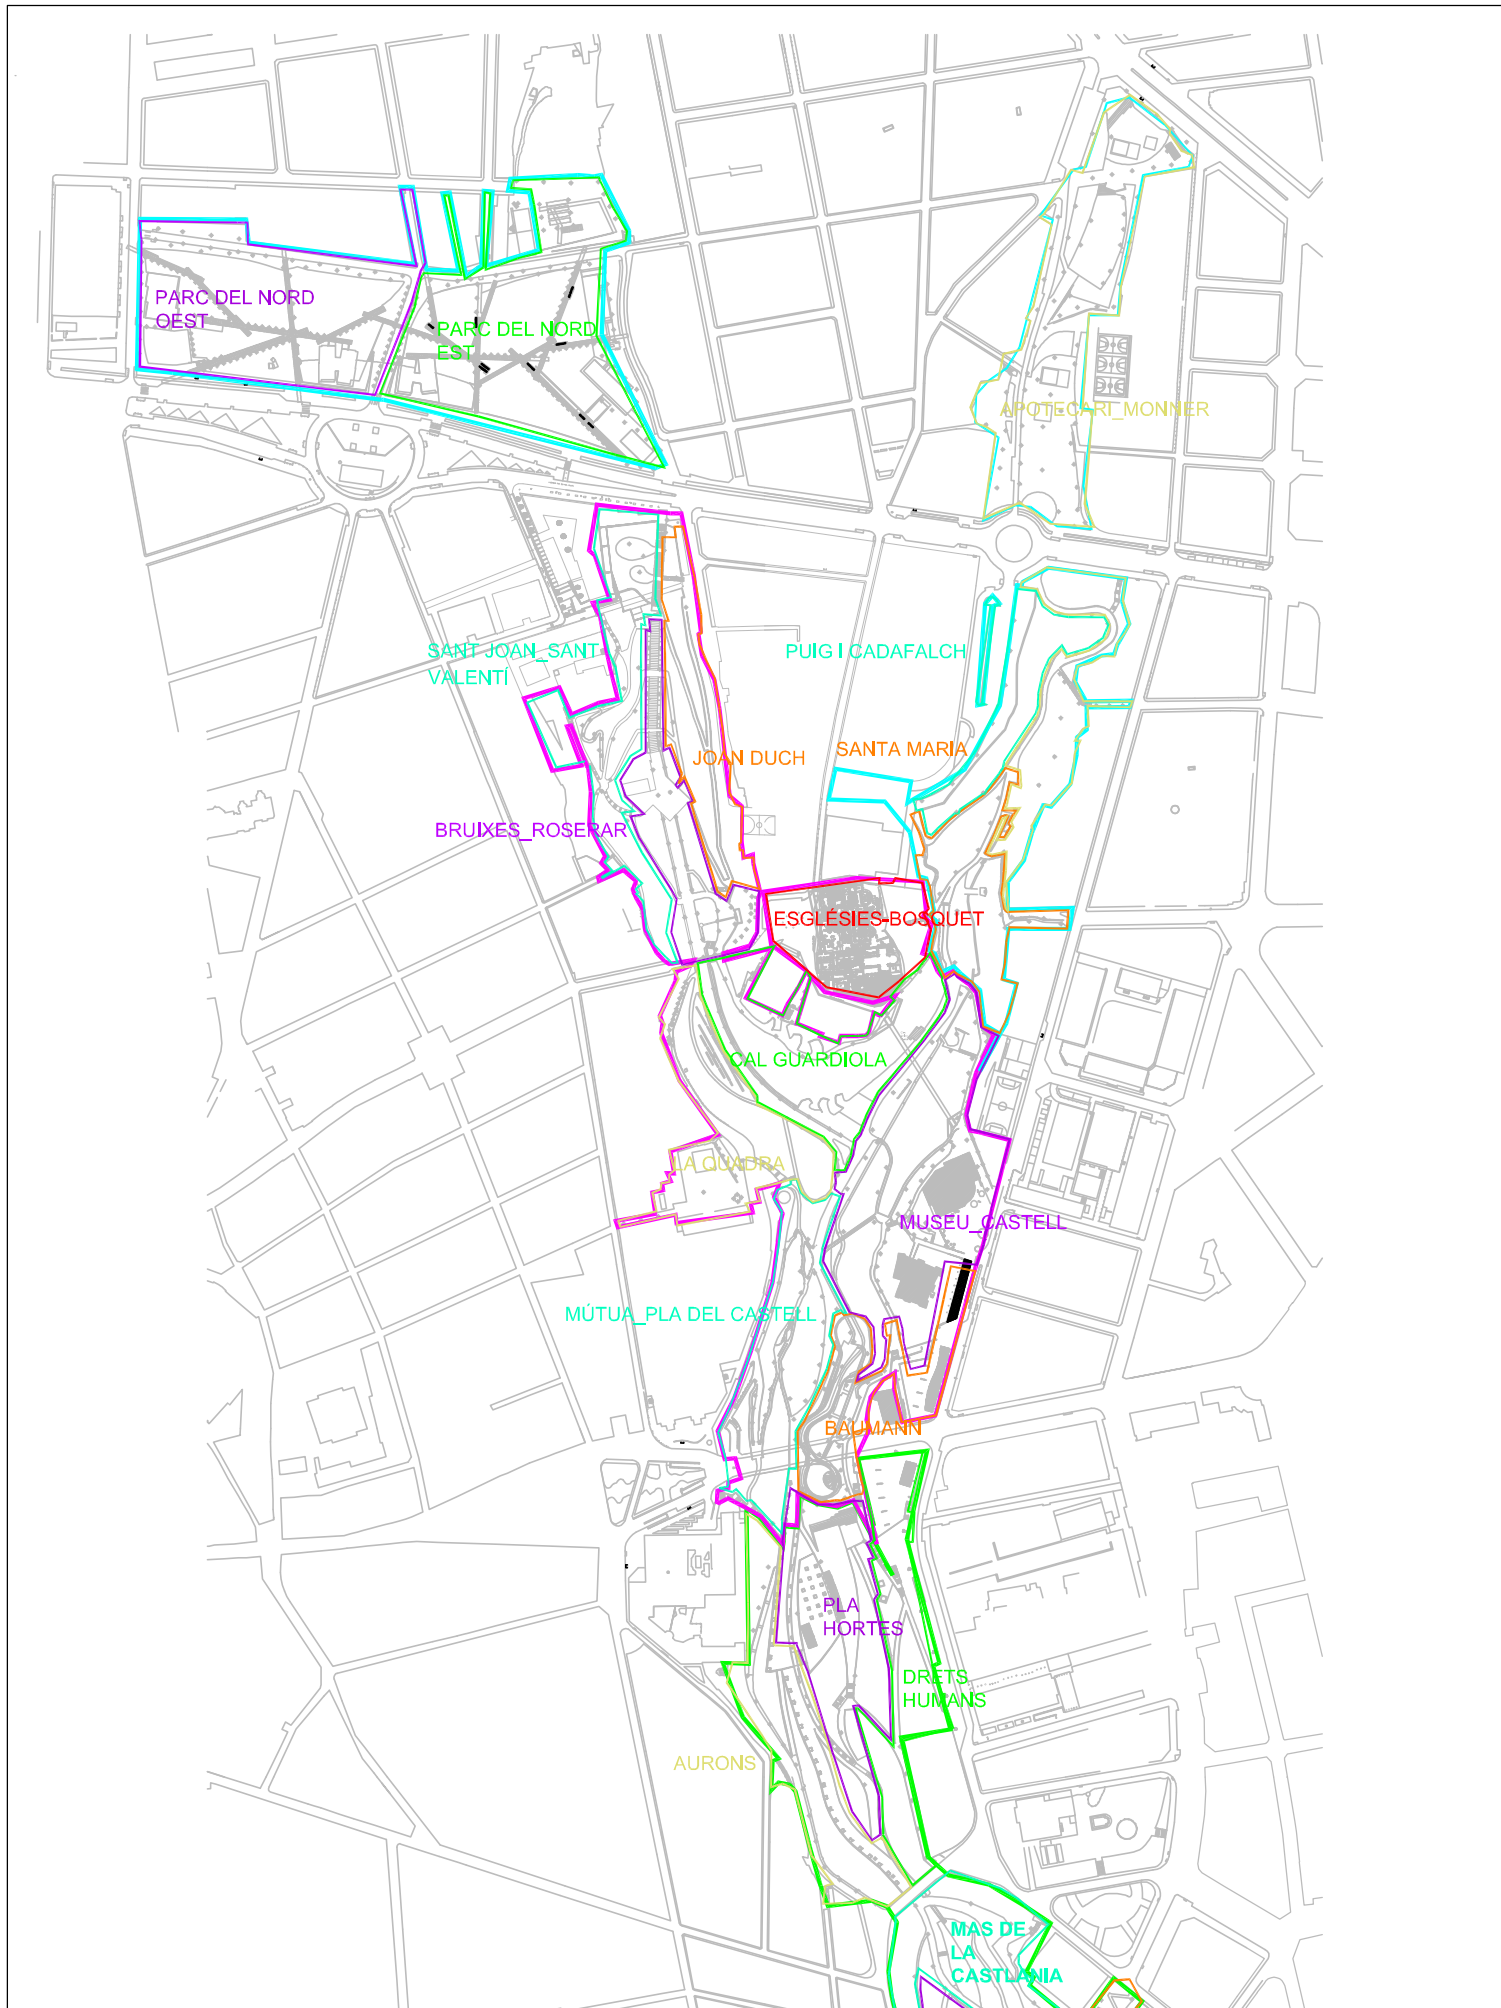 PARC DEL NORD
OEST
PARC DEL NORD
EST
APOTECARI_MONNER
SANT JOAN_SANT
VALENTÍ
PUIG I CADAFALCH
JOAN DUCH
SANTA MARIA
BRUIXES_ROSERAR
ESGLÉSIES-BOSQUET
CAL GUARDIOLA
LA QUADRA
MUSEU_CASTELL
MÚTUA_PLA DEL CASTELL
BAUMANN
PLA
HORTES
DRETS
HUMANS
AURONS
MAS DE
LA
CASTLANIA